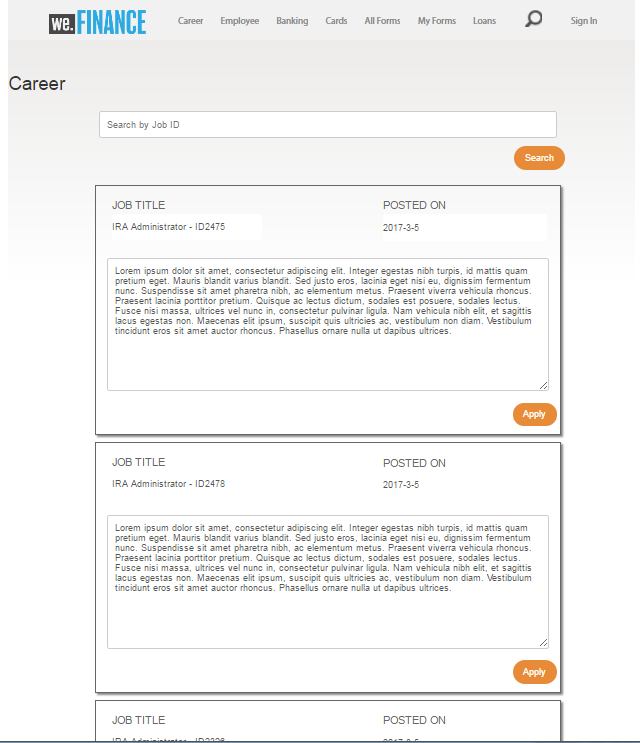 we.FINANCE Career Employee Banking Cards All Forms My Forms Loans Sign In
Career
Search by Job ID
Search
JOB TITLE POSTED ON
IRA Administrator - ID2475 2017-3-5
Lorem ipsum dolor sit amet, consectetur adipiscing elit. Integer egestas nibh turpis, id mattis quam
pretium eget. Mauris blandit varius blandit. Sed justo eros, lacinia eget nisi eu, dignissim fermentum
nunc. Suspendisse sit amet pharetra nibh, ac elementum metus. Praesent viverra vehicula rhoncus.
Praesent lacinia porttitor pretium. Quisque ac lectus dictum, sodales est posuere, sodales lectus.
Fusce nisi massa, ultrices vel nunc in, consectetur pulvinar ligula. Nam vehicula nibh elit, et sagittis
lacus egestas non. Maecenas elit ipsum, suscipit quis ultricies ac, vestibulum non diam. Vestibulum
tincidunt eros sit amet auctor rhoncus. Phasellus ornare nulla ut dapibus ultrices.
Apply
JOB TITLE POSTED ON
IRA Administrator - ID2478 2017-3-5
Lorem ipsum dolor sit amet, consectetur adipiscing elit. Integer egestas nibh turpis, id mattis quam
pretium eget. Mauris blandit varius blandit. Sed justo eros, lacinia eget nisi eu, dignissim fermentum
nunc. Suspendisse sit amet pharetra nibh, ac elementum metus. Praesent viverra vehicula rhoncus.
Praesent lacinia porttitor pretium. Quisque ac lectus dictum, sodales est posuere, sodales lectus.
Fusce nisi massa, ultrices vel nunc in, consectetur pulvinar ligula. Nam vehicula nibh elit, et sagittis
lacus egestas non. Maecenas elit ipsum, suscipit quis ultricies ac, vestibulum non diam. Vestibulum
tincidunt eros sit amet auctor rhoncus. Phasellus ornare nulla ut dapibus ultrices.
Apply
JOB TITLE POSTED ON
IRA Administrator